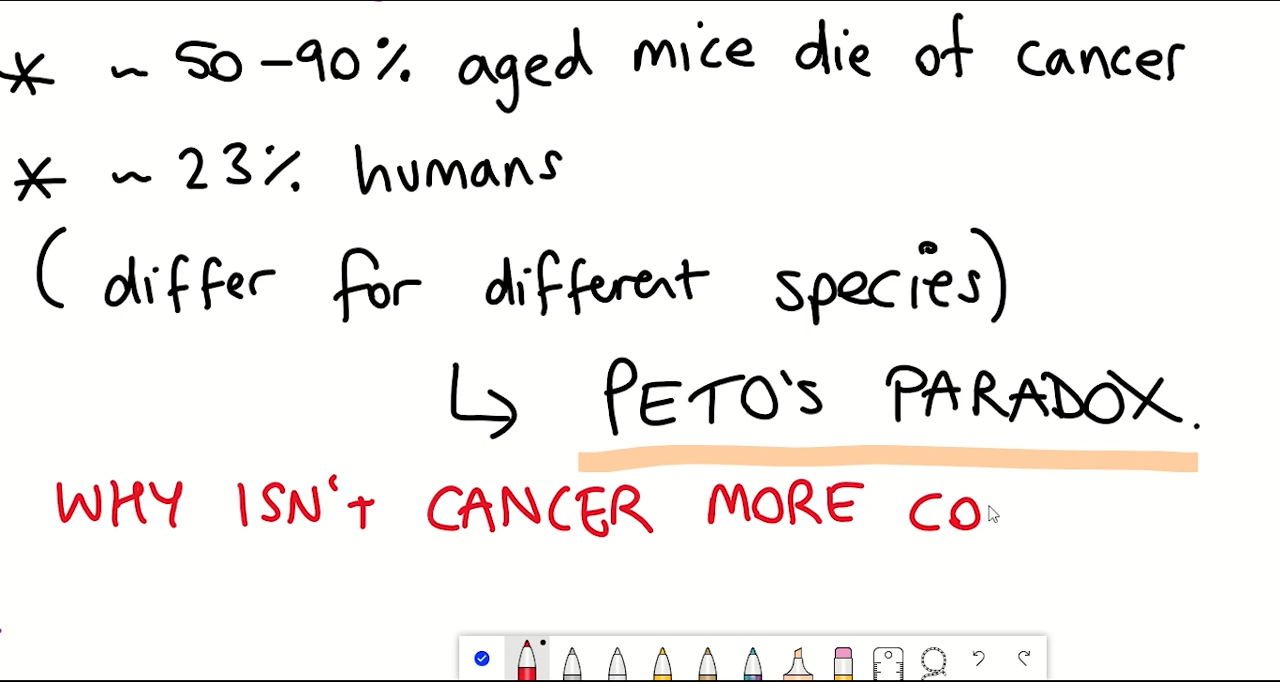 * ~ 50-90% aged mice die of cancer
* ~ 23% humans
( differ for different species)
↳ PETO'S PARADOX.
WHY ISN't CANCER MORE CO